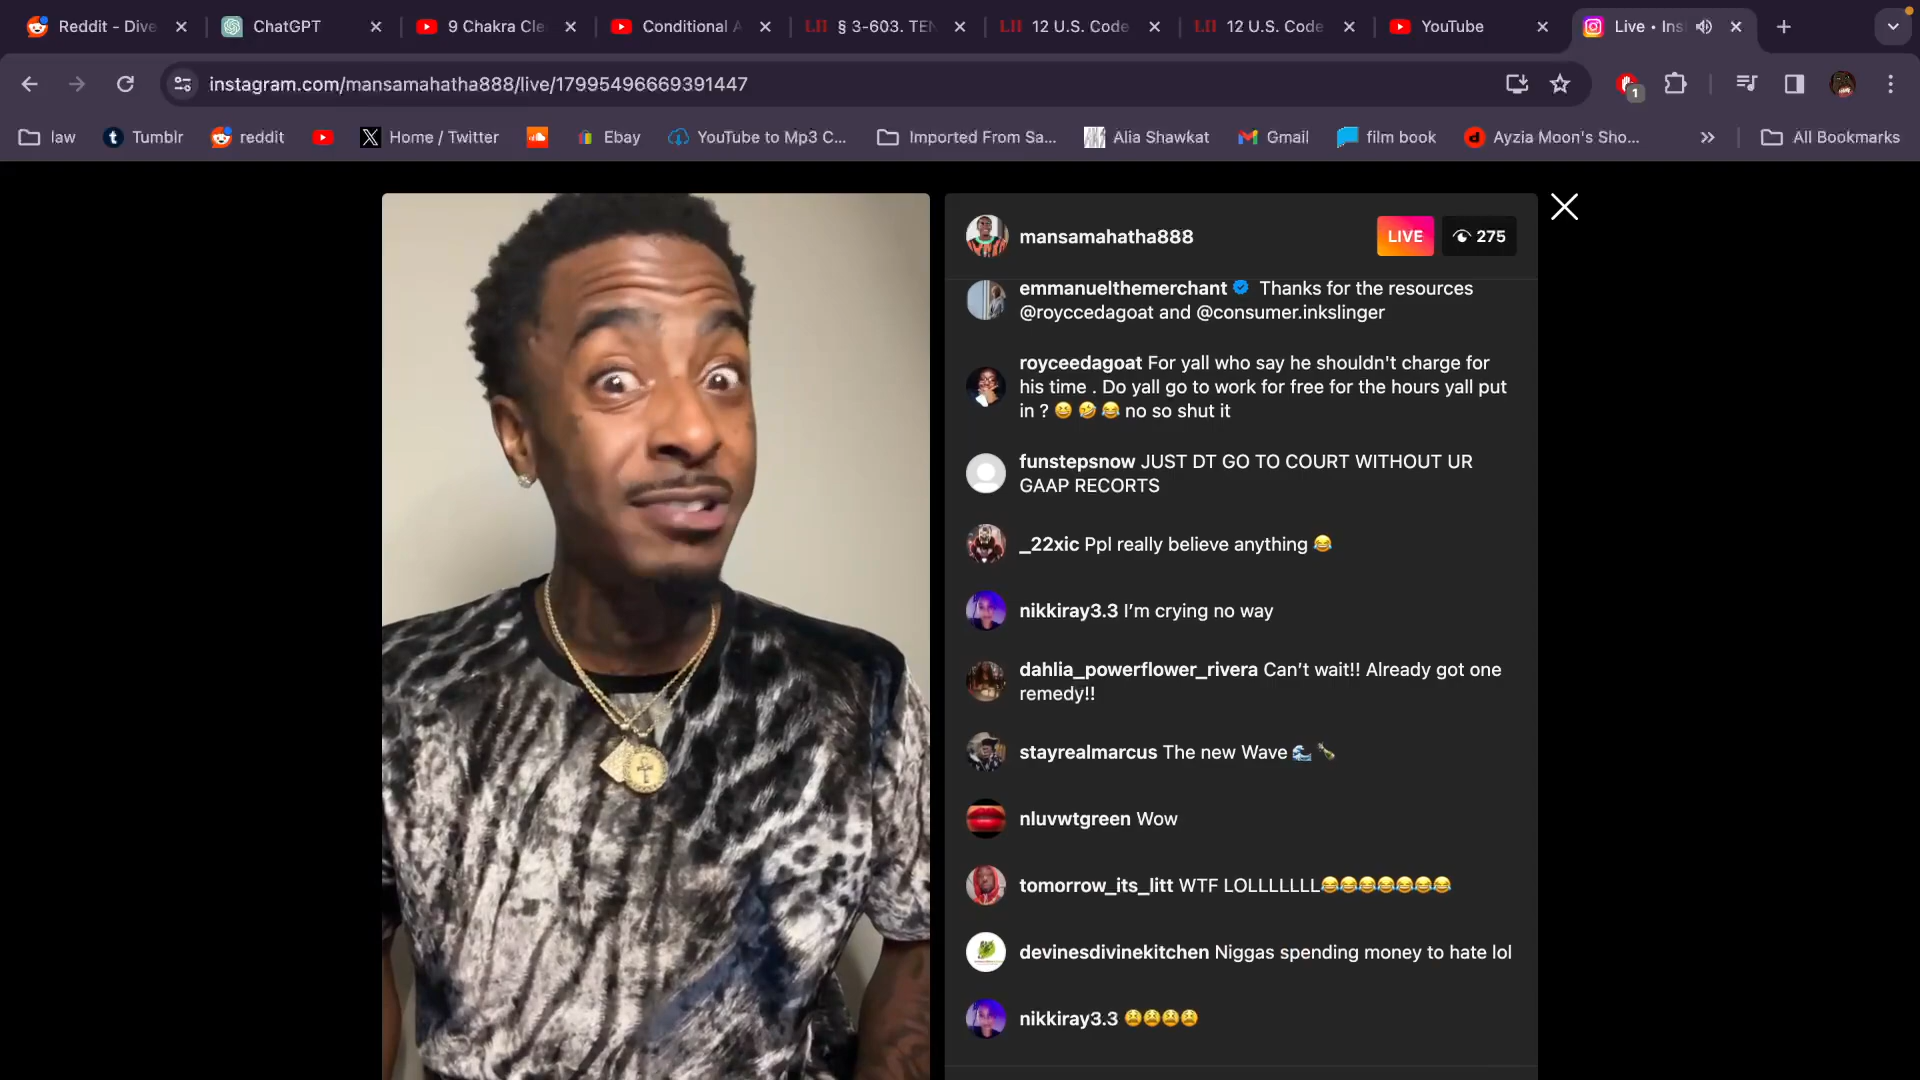 Reddit - Dive
ChatGPT
9 Chakra Cle
Conditional A
LII § 3-603. TEN
LII 12 U.S. Code
LII 12 U.S. Code
YouTube
Live • Ins
instagram.com/mansamahatha888/live/17995496669391447
1
law
Tumblr
reddit
Home / Twitter
Ebay
YouTube to Mp3 C...
Imported From Sa...
Alia Shawkat
Gmail
film book
Ayzia Moon's Sho...
All Bookmarks
mansamahatha888
LIVE
275
emmanuelthemerchant Thanks for the resources
@royccedagoat and @consumer.inkslinger
royceedagoat For yall who say he shouldn't charge for
his time . Do yall go to work for free for the hours yall put
in ? 😆 🤣 😂 no so shut it
funstepsnow JUST DT GO TO COURT WITHOUT UR
GAAP RECORTS
_22xic Ppl really believe anything 😂
nikkiray3.3 I’m crying no way
dahlia_powerflower_rivera Can’t wait!! Already got one
remedy!!
stayrealmarcus The new Wave 🌊 🍾
nluvwtgreen Wow
tomorrow_its_litt WTF LOLLLLLLL😂😂😂😂😂😂😂
devinesdivinekitchen Niggas spending money to hate lol
nikkiray3.3 😫😫😫😫